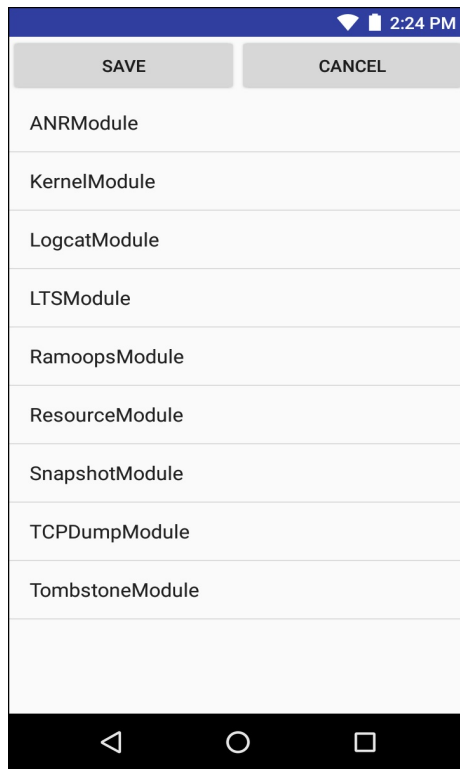 2:24 PM
SAVE CANCEL
ANRModule
KernelModule
LogcatModule
LTSModule
RamoopsModule
ResourceModule
SnapshotModule
TCPDumpModule
TombstoneModule